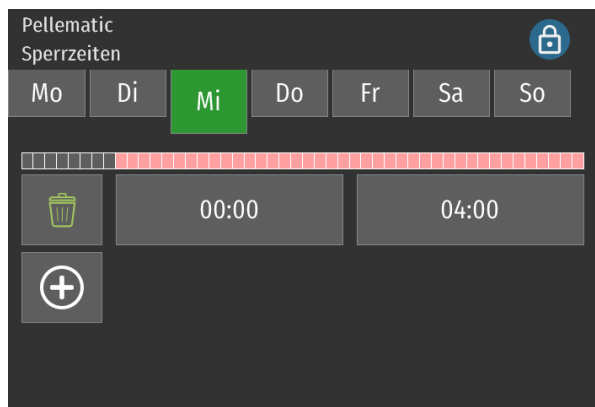 Pellematic
Sperrzeiten
Mo Di Mi Do Fr Sa So
00:00 04:00